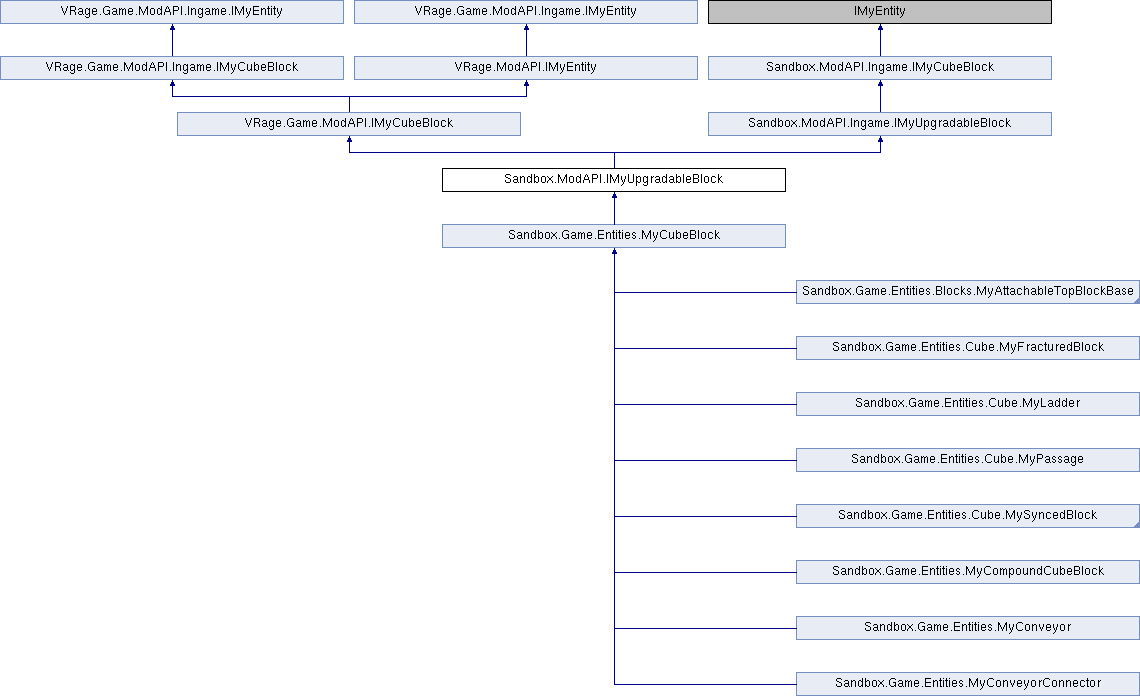 VRage.Game.ModAPI.Ingame.IMyEntity
VRage.Game.ModAPI.Ingame.IMyEntity
IMyEntity
VRage.Game.ModAPI.Ingame.IMyCubeBlock
VRage.ModAPI.IMyEntity
Sandbox.ModAPI.Ingame.IMyCubeBlock
VRage.Game.ModAPI.IMyCubeBlock
Sandbox.ModAPI.Ingame.IMyUpgradableBlock
Sandbox.ModAPI.IMyUpgradableBlock
Sandbox.Game.Entities.MyCubeBlock
Sandbox.Game.Entities.Blocks.MyAttachableTopBlockBase
Sandbox.Game.Entities.Cube.MyFracturedBlock
Sandbox.Game.Entities.Cube.MyLadder
Sandbox.Game.Entities.Cube.MyPassage
Sandbox.Game.Entities.Cube.MySyncedBlock
Sandbox.Game.Entities.MyCompoundCubeBlock
Sandbox.Game.Entities.MyConveyor
Sandbox.Game.Entities.MyConveyorConnector